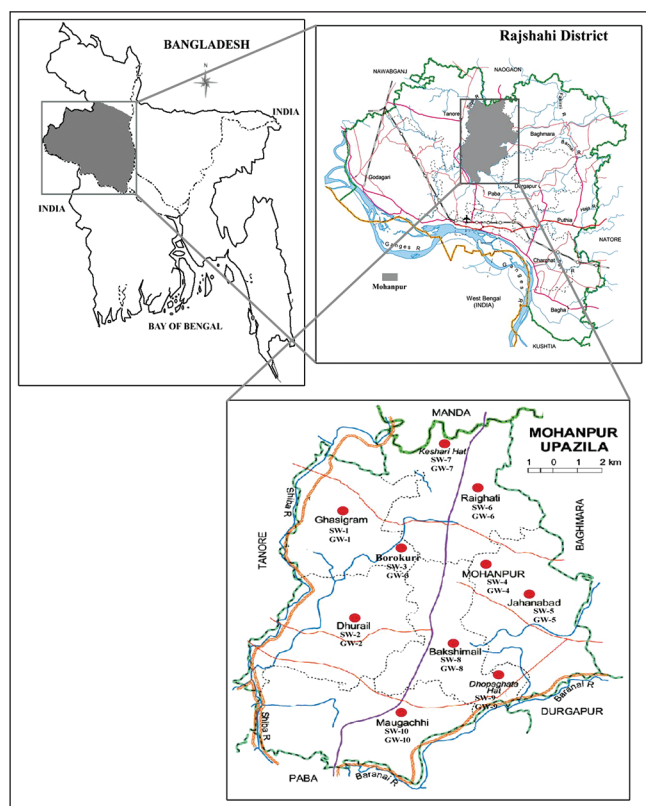 BANGLADESH
N
INDIA
INDIA
BAY OF BENGAL
Rajshahi District
NAWABGANJ
NAOGAON
Tanore
Baghmara
Godagari
Paba
Durgapur
Puthia
NATORE
Charghat
Ganges R
Ganges R
Mohanpur
West Bengal
(INDIA)
Bagha
KUSHTIA
MANDA
MOHANPUR
UPAZILA
1 0 1 2 km
Keshari Hat
SW-7
GW-7
Raighati
SW-6
GW-6
Shiba R
Ghasigram
SW-1
GW-1
TANORE
BAGHMARA
Borokuri
SW-3
GW-3
MOHANPUR
SW-4
GW-4
Jahanabad
SW-5
GW-5
Dhurail
SW-2
GW-2
Bakshimail
SW-8
GW-8
Dhopaghata
Hat
SW-9
GW-9
Baranai R
DURGAPUR
Shiba R
Maugachhi
SW-10
GW-10
PABA
Baranai R